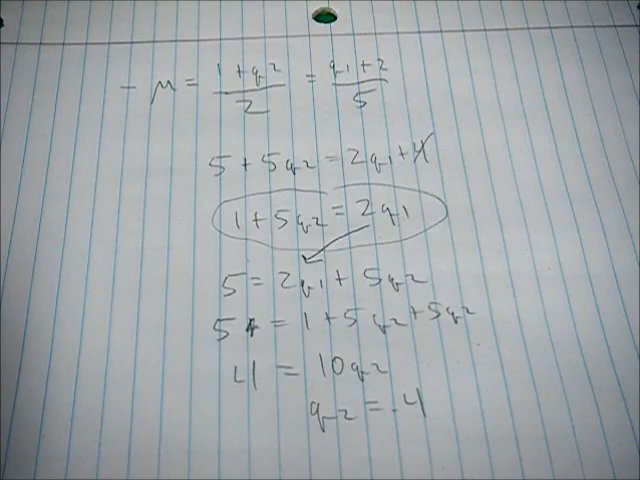 - μ = (1 + q2)/2 = (q1 + 2)/5
5 + 5q2 = 2q1 + 4
1 + 5q2 = 2q1
5 = 2q1 + 5q2
5 = 1 + 5q2 + 5q2
4 = 10q2
q2 = .4